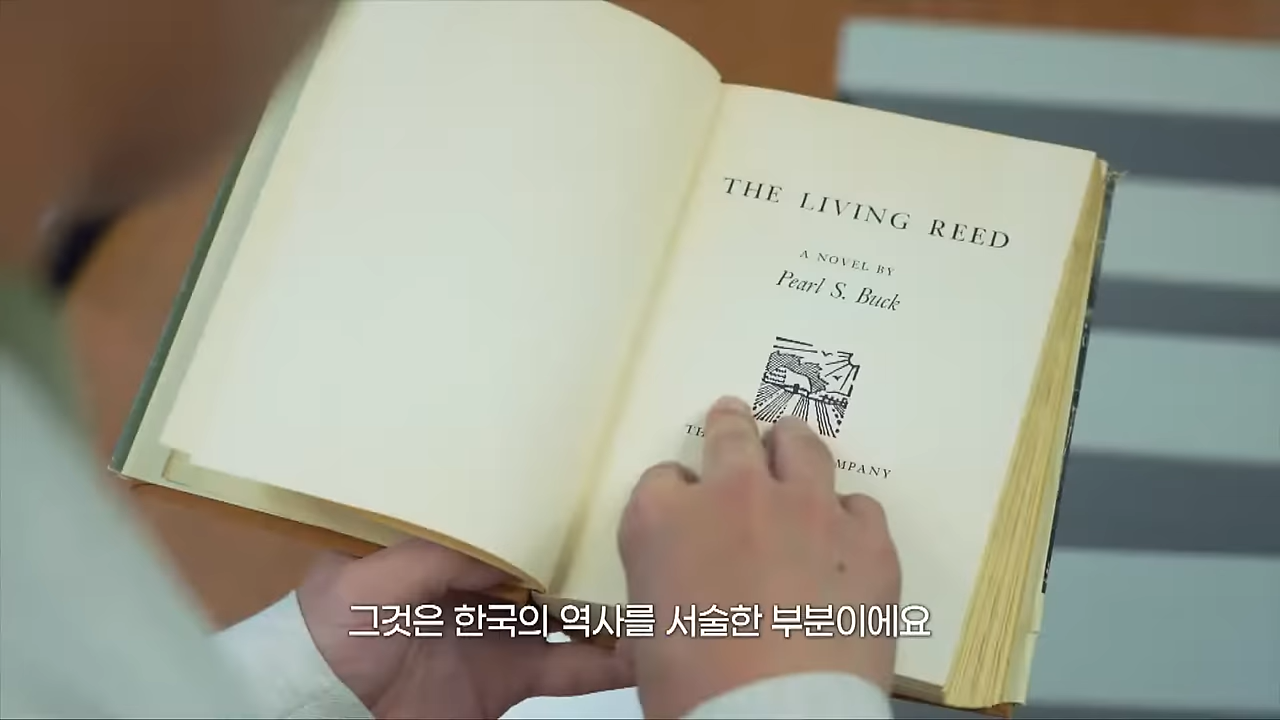 THE LIVING REED
A NOVEL BY
Pearl S. Buck
그것은 한국의 역사를 서술한 부분이에요